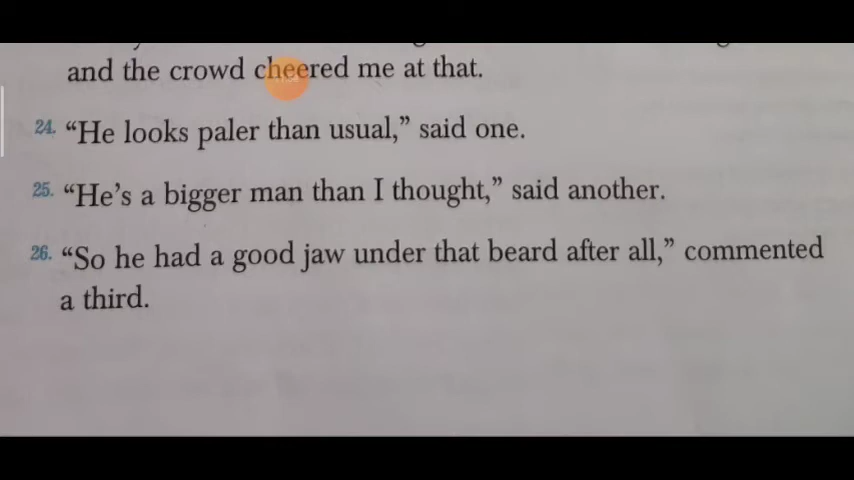 and the crowd cheered me at that.
24. “He looks paler than usual,” said one.
25. “He’s a bigger man than I thought,” said another.
26. “So he had a good jaw under that beard after all,” commented
a third.